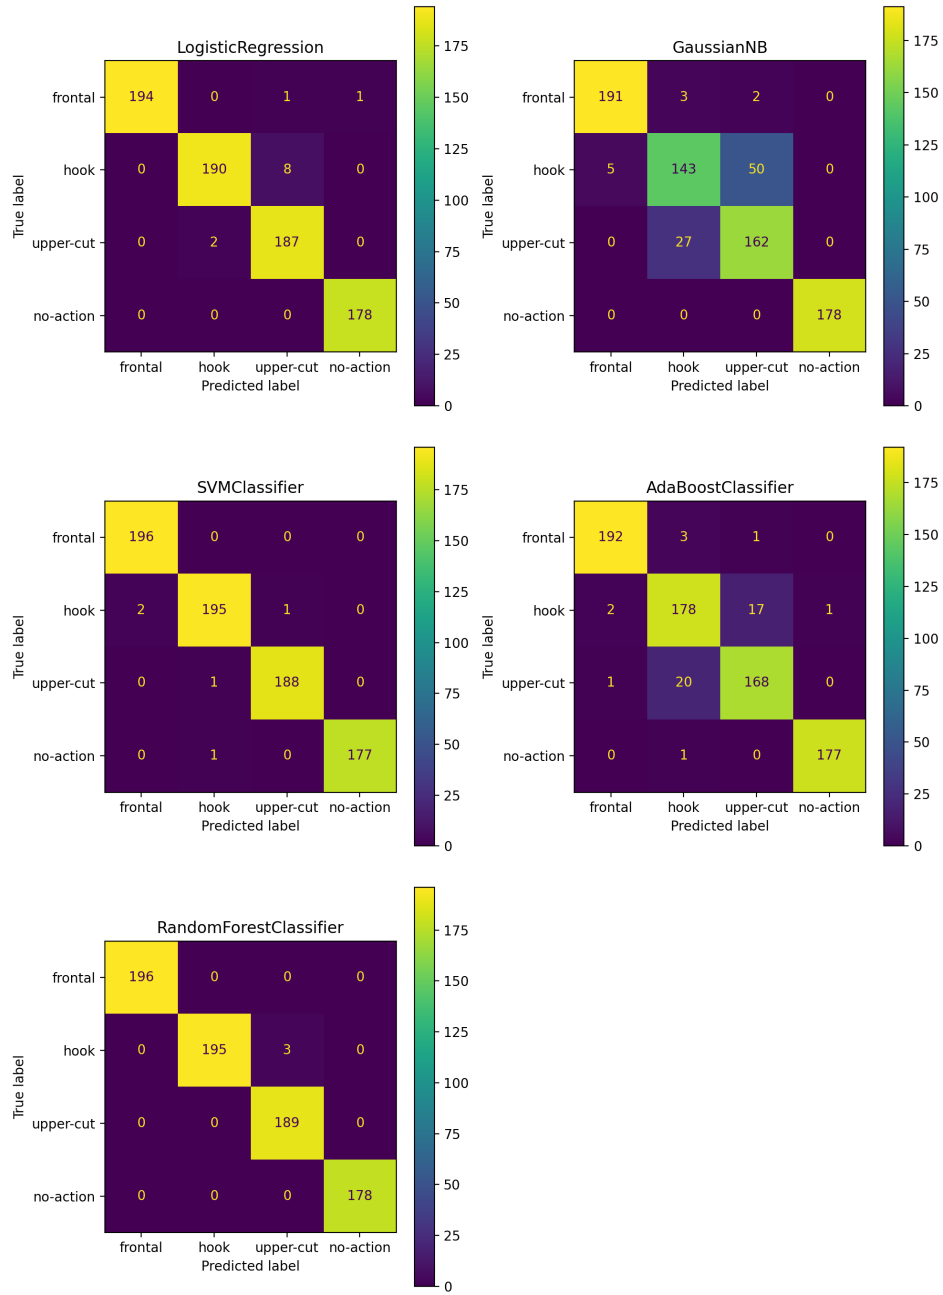 LogisticRegression
True label
frontal 194 0 1 1
hook 0 190 8 0
upper-cut 0 2 187 0
no-action 0 0 0 178
frontal hook upper-cut no-action
Predicted label
175
150
125
100
75
50
25
0
GaussianNB
True label
frontal 191 3 2 0
hook 5 143 50 0
upper-cut 0 27 162 0
no-action 0 0 0 178
frontal hook upper-cut no-action
Predicted label
175
150
125
100
75
50
25
0
SVMClassifier
True label
frontal 196 0 0 0
hook 2 195 1 0
upper-cut 0 1 188 0
no-action 0 1 0 177
frontal hook upper-cut no-action
Predicted label
175
150
125
100
75
50
25
0
AdaBoostClassifier
True label
frontal 192 3 1 0
hook 2 178 17 1
upper-cut 1 20 168 0
no-action 0 1 0 177
frontal hook upper-cut no-action
Predicted label
175
150
125
100
75
50
25
0
RandomForestClassifier
True label
frontal 196 0 0 0
hook 0 195 3 0
upper-cut 0 0 189 0
no-action 0 0 0 178
frontal hook upper-cut no-action
Predicted label
175
150
125
100
75
50
25
0